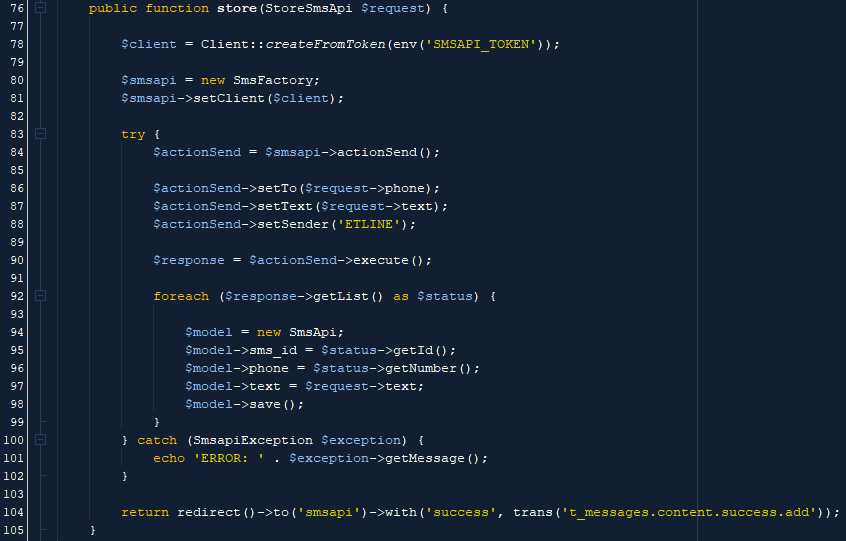 76 public function store(StoreSmsApi $request) {
77
78 $client = Client::createFromToken(env('SMSAPI_TOKEN'));
79
80 $smsapi = new SmsFactory;
81 $smsapi->setClient($client);
82
83 try {
84 $actionSend = $smsapi->actionSend();
85
86 $actionSend->setTo($request->phone);
87 $actionSend->setText($request->text);
88 $actionSend->setSender('ETLINE');
89
90 $response = $actionSend->execute();
91
92 foreach ($response->getList() as $status) {
93
94 $model = new SmsApi;
95 $model->sms_id = $status->getId();
96 $model->phone = $status->getNumber();
97 $model->text = $request->text;
98 $model->save();
99 }
100 } catch (SmsapiException $exception) {
101 echo 'ERROR: ' . $exception->getMessage();
102 }
103
104 return redirect()->to('smsapi')->with('success', trans('t_messages.content.success.add'));
105 }